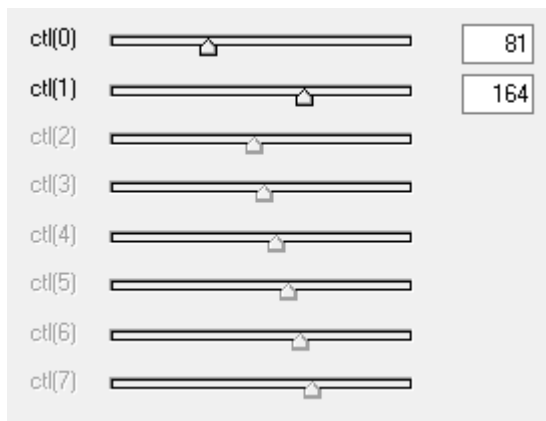 ctl(0) 81
ctl(1) 164
ctl(2)
ctl(3)
ctl(4)
ctl(5)
ctl(6)
ctl(7)